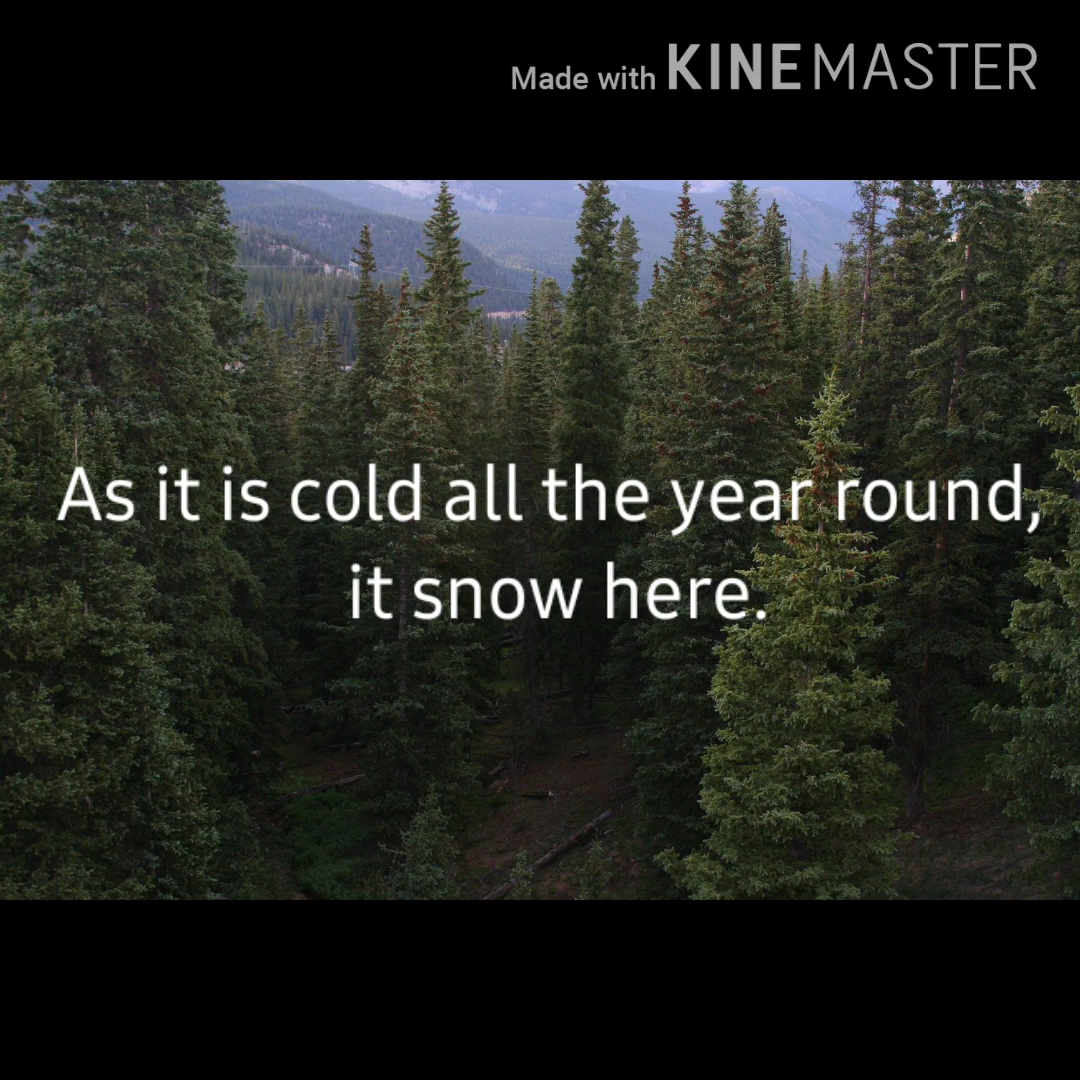 Made with KINEMASTER
As it is cold all the year round,
it snow here.